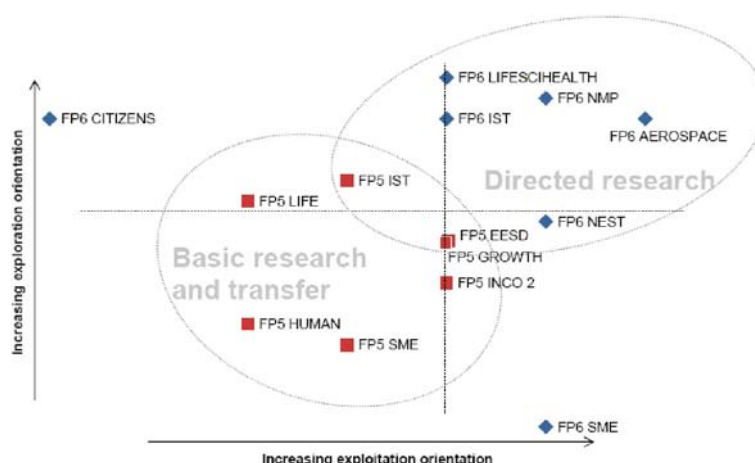 FP6 LIFESCIHEALTH
FP6 NMP
FP6 CITIZENS
FP6 IST
FP6 AEROSPACE
FP5 IST
Directed research
FP5 LIFE
FP6 NEST
FP5 EESD
FP5 GROWTH
Basic research
and transfer
FP5 INCO 2
FP5 HUMAN
FP5 SME
FP6 SME
Increasing exploration orientation
Increasing exploitation orientation